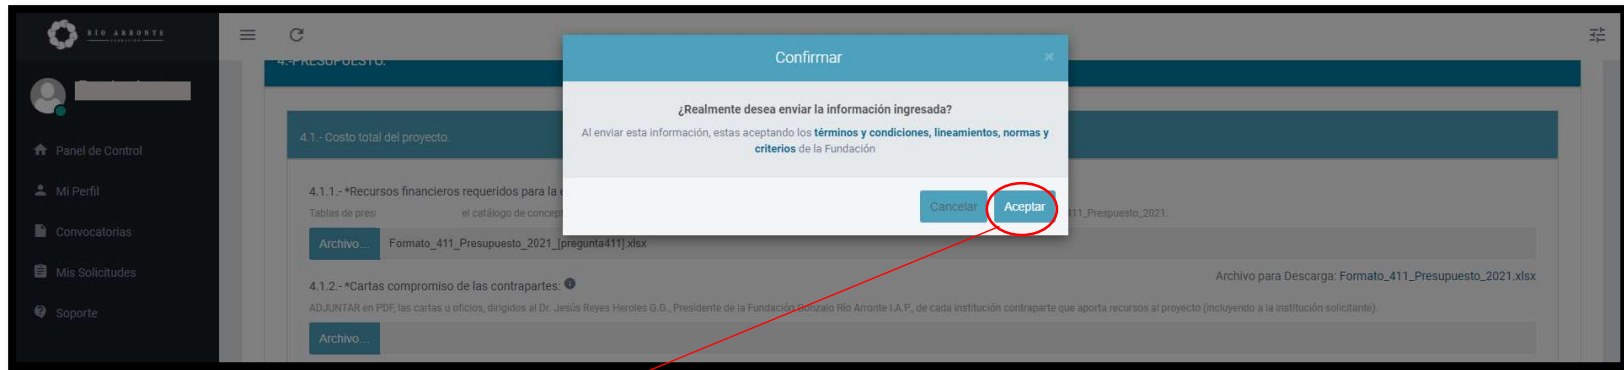 RÍO ARRONTE
FUNDACIÓN
Panel de Control
Mi Perfil
Convocatorias
Mis Solicitudes
Soporte
4.-PRESUPUESTO.
4.1.- Costo total del proyecto.
4.1.1.- *Recursos financieros requeridos para la
Tablas de pres el catálogo de concept 411_Prespuesto_2021.
Archivo... Formato_411_Presupuesto_2021_[pregunta411].xlsx
Archivo para Descarga: Formato_411_Presupuesto_2021.xlsx
4.1.2.- *Cartas compromiso de las contrapartes:
ADJUNTAR en PDF, las cartas u oficios, dirigidos al Dr. Jesús Reyes Heroles G.G., Presidente de la Fundación Gonzalo Río Arronte I.A.P., de cada institución contraparte que aporta recursos al proyecto (incluyendo a la institución solicitante).
Archivo...
Confirmar
¿Realmente desea enviar la información ingresada?
Al enviar esta información, estas aceptando los términos y condiciones, lineamientos, normas y
criterios de la Fundación
Cancelar Aceptar